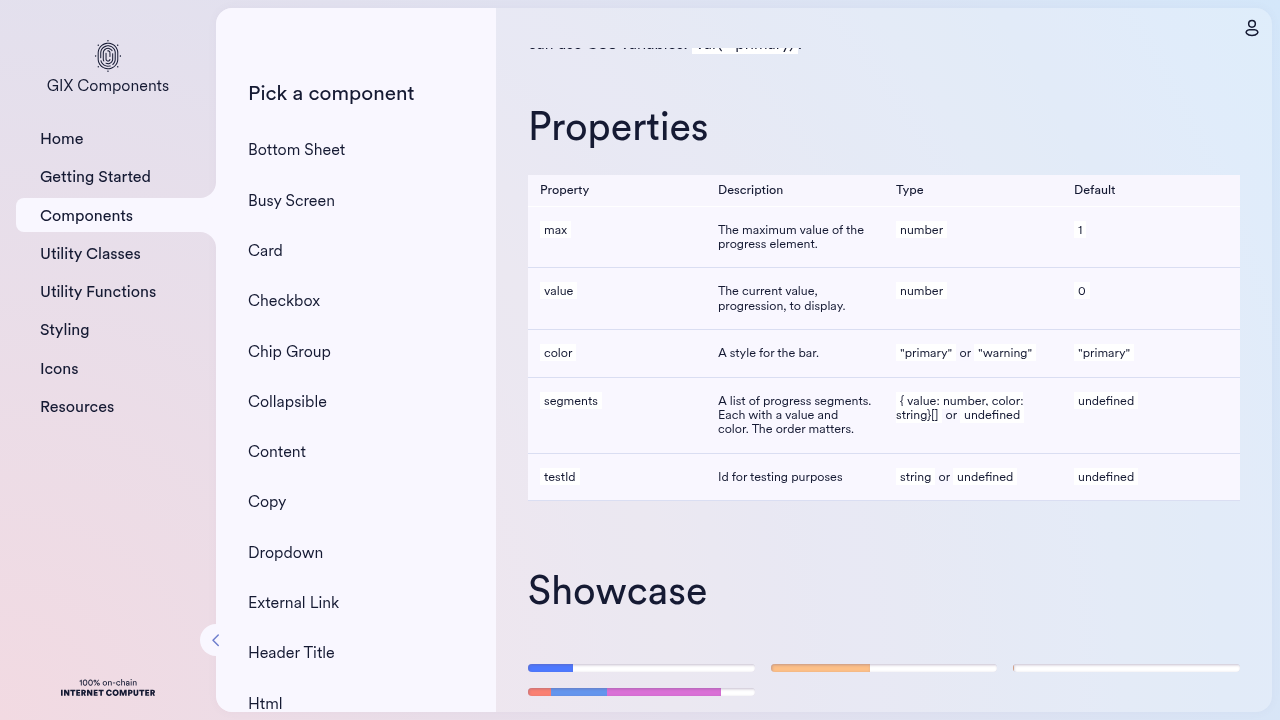 GIX Components
Home
Getting Started
Components
Utility Classes
Utility Functions
Styling
Icons
Resources
100% on-chain
INTERNET COMPUTER
Pick a component
Bottom Sheet
Busy Screen
Card
Checkbox
Chip Group
Collapsible
Content
Copy
Dropdown
External Link
Header Title
Html
Properties
Property Description Type Default
max The maximum value of the progress element. number 1
value The current value, progression, to display. number 0
color A style for the bar. "primary" or "warning" "primary"
segments A list of progress segments. Each with a value and color. The order matters. { value: number, color: string}[] or undefined undefined
testId Id for testing purposes string or undefined undefined
Showcase